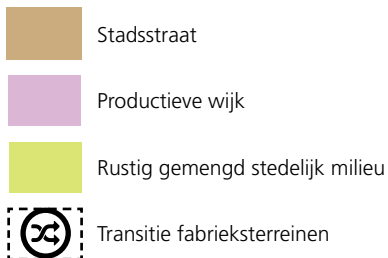 Stadsstraat
Productieve wijk
Rustig gemengd stedelijk milieu
Transitie fabrieksterreinen